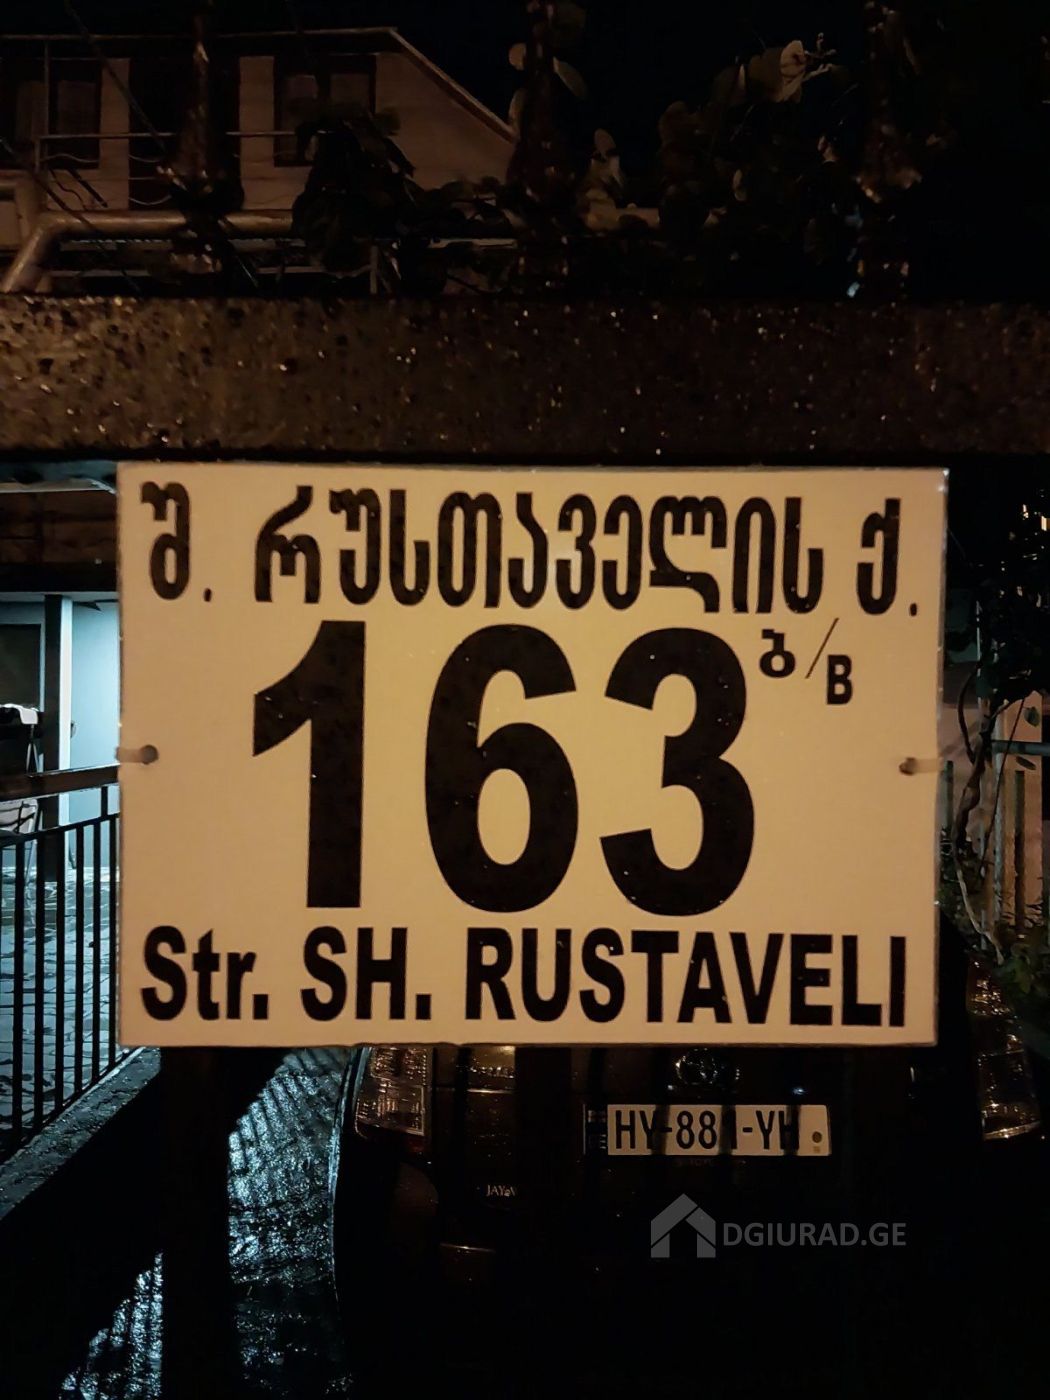 შ. რუსთაველის ქ.
163 ბ/B
Str. SH. RUSTAVELI
DGIURAD.GE